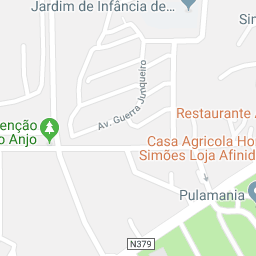 Jardim de Infância de...
Sin
Av. Guerra Junqueiro
Restaurante A
enção
o Anjo
Casa Agricola Ho
Simões Loja Afinid
Pulamania
N379